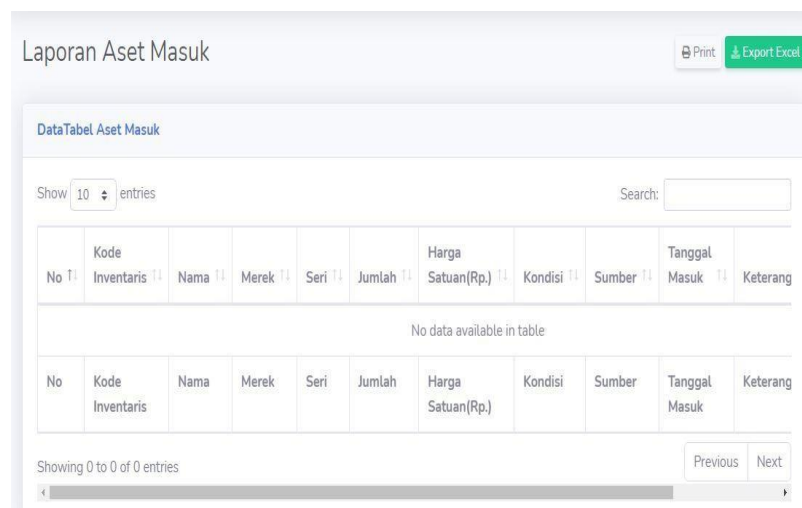 Laporan Aset Masuk
Print
Export Excel
DataTabel Aset Masuk
Show 10 entries
Search:
No
Kode
Inventaris
Nama
Merek
Seri
Jumlah
Harga
Satuan(Rp.)
Kondisi
Sumber
Tanggal
Masuk
Keterang
No data available in table
No
Kode
Inventaris
Nama
Merek
Seri
Jumlah
Harga
Satuan(Rp.)
Kondisi
Sumber
Tanggal
Masuk
Keterang
Showing 0 to 0 of 0 entries
Previous
Next